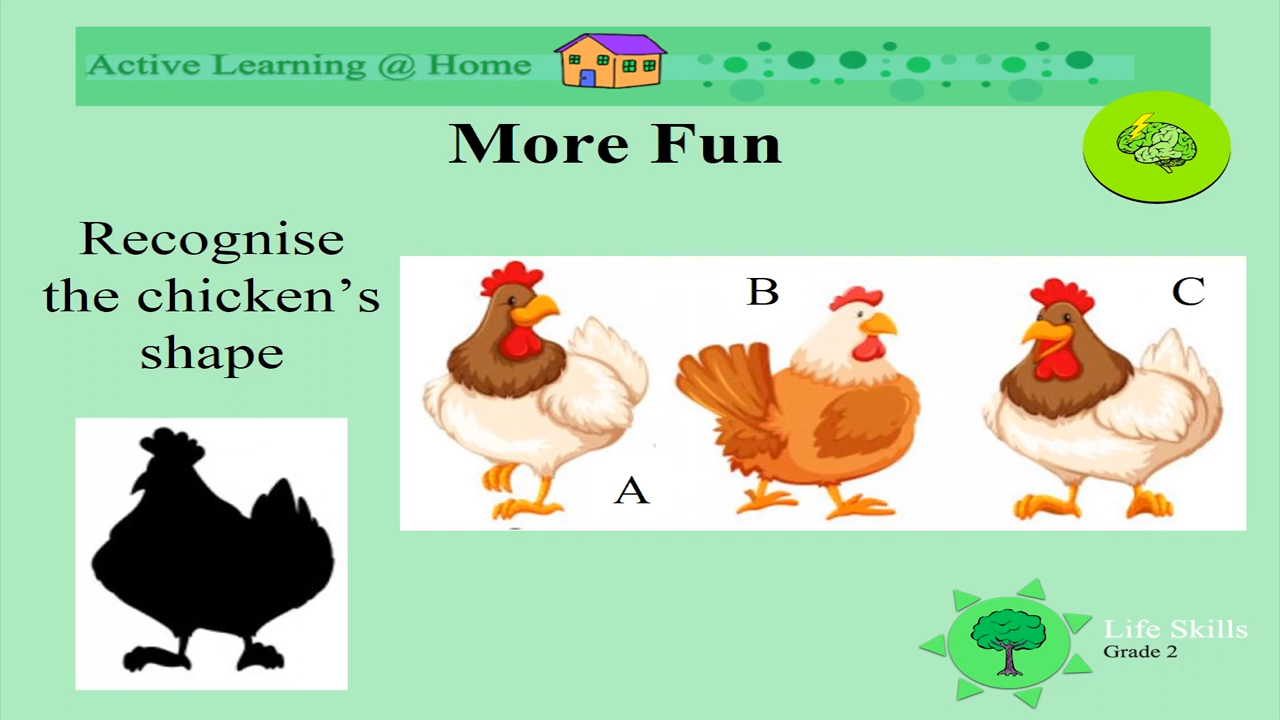 Active Learning @ Home
More Fun
Recognise
the chicken’s
shape
B
C
A
Life Skills
Grade 2